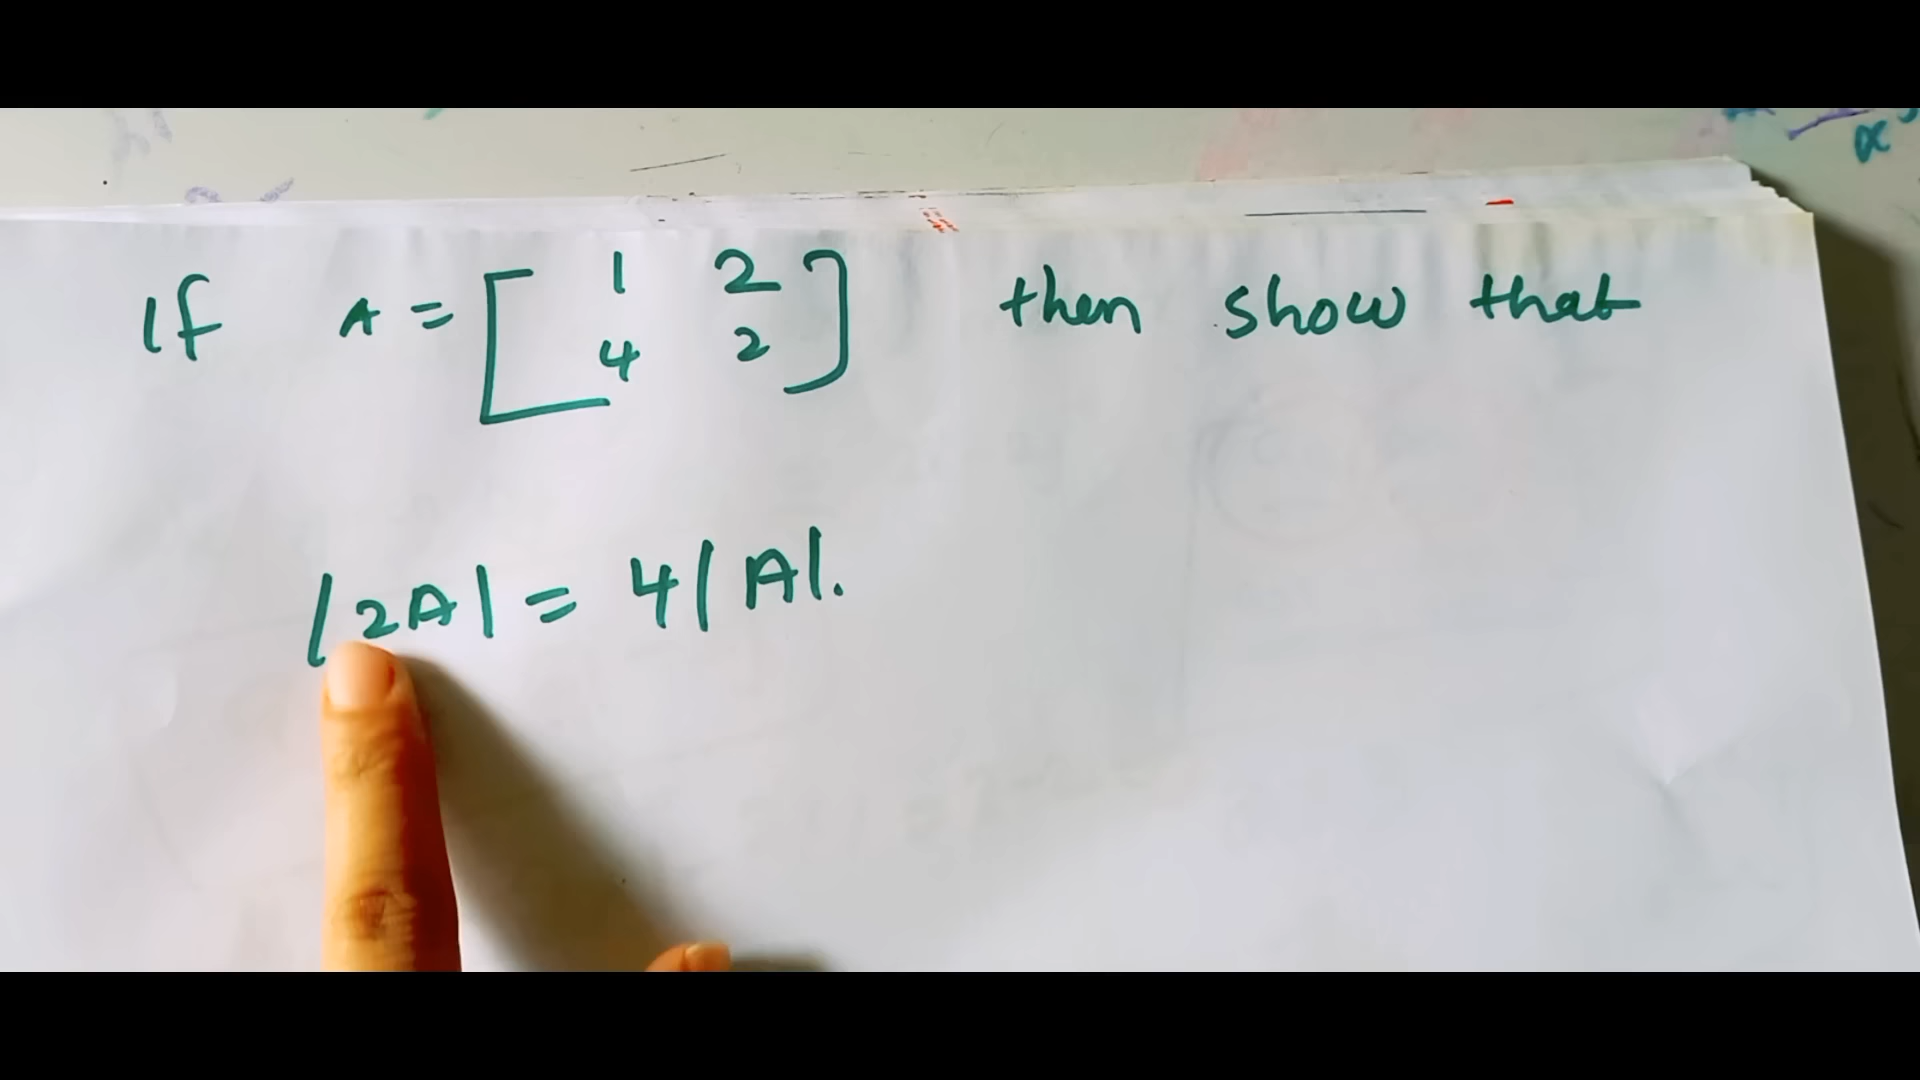 If A = [ 1 2 then show that
4 2 ]
|2A| = 4|A|.
x